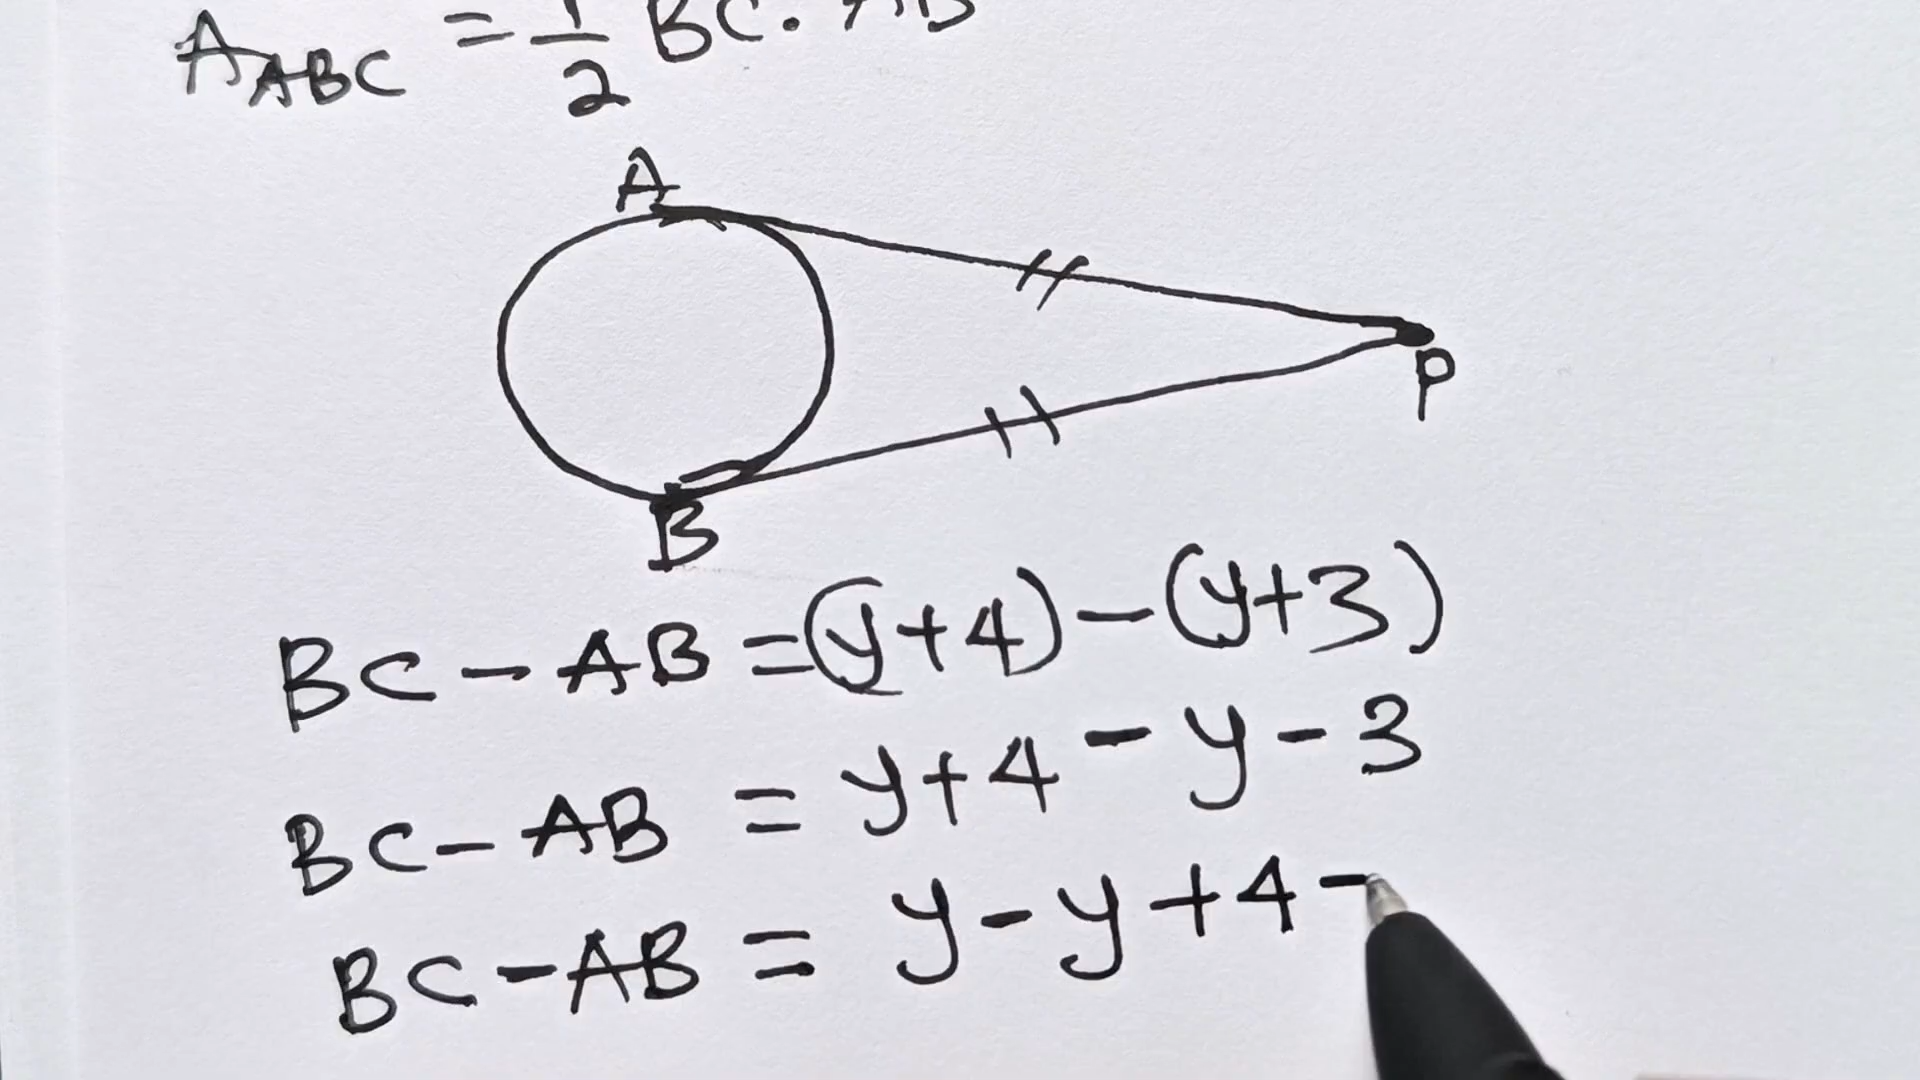 A_ABC = 1/2 BC · AB
A
P
B
BC - AB = (y+4) - (y+3)
BC - AB = y+4 - y - 3
BC - AB = y - y + 4 -